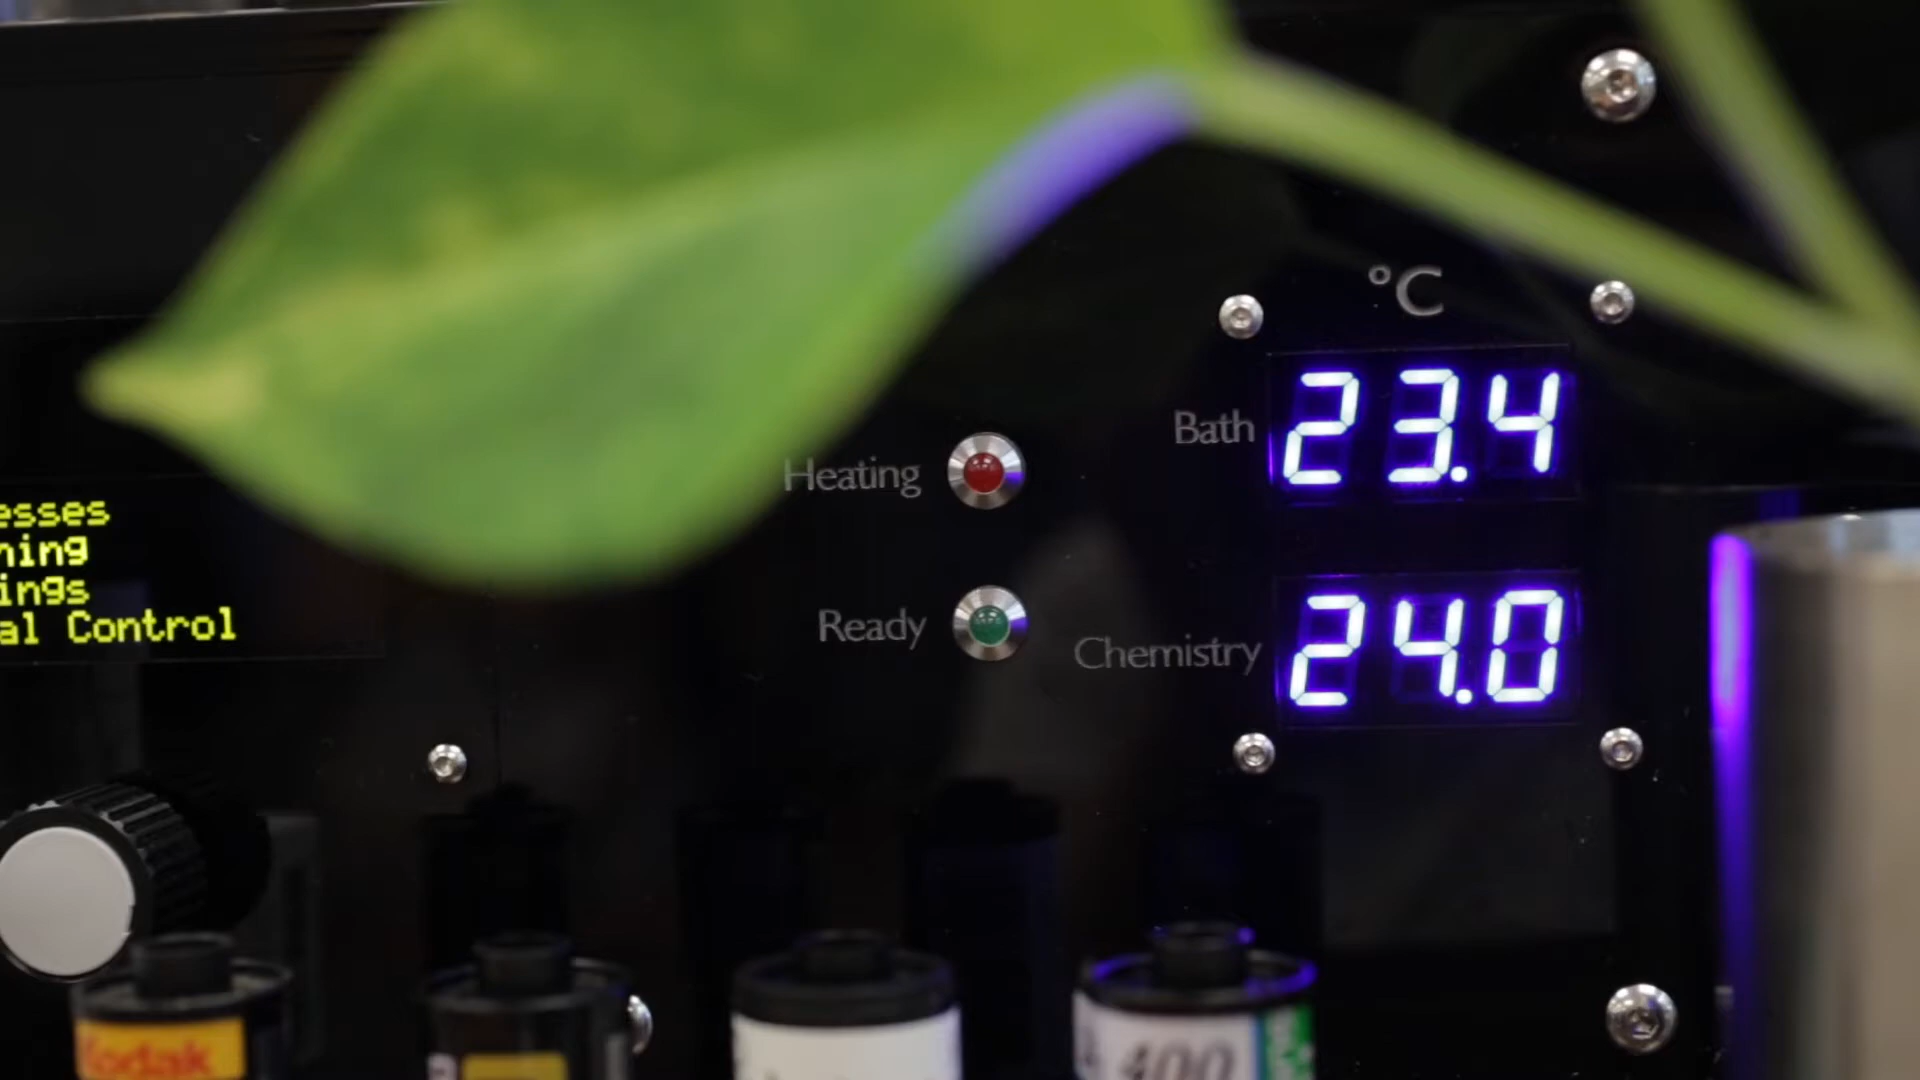 °C
Bath 23.4
Heating
esses
ning
ings
al Control
Ready
Chemistry 24.0
Kodak
400